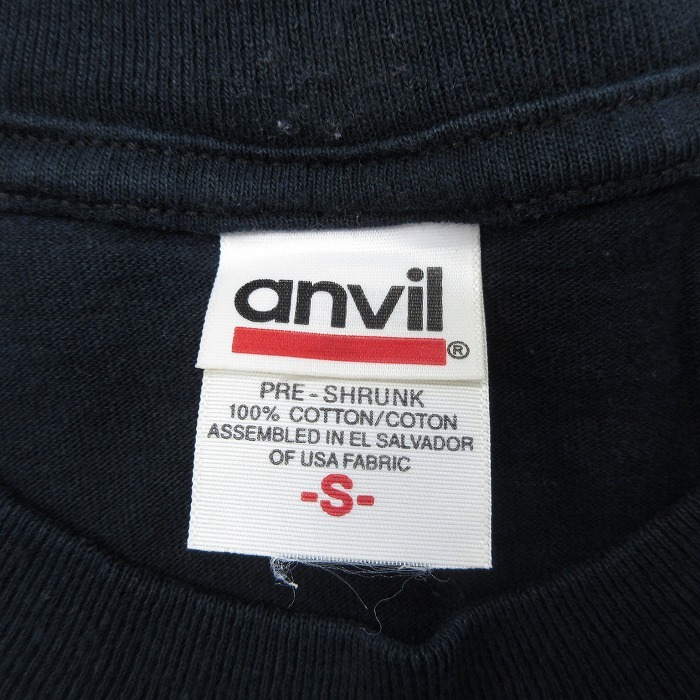 anvil
®
PRE-SHRUNK
100% COTTON/COTON
ASSEMBLED IN EL SALVADOR
OF USA FABRIC
-S-